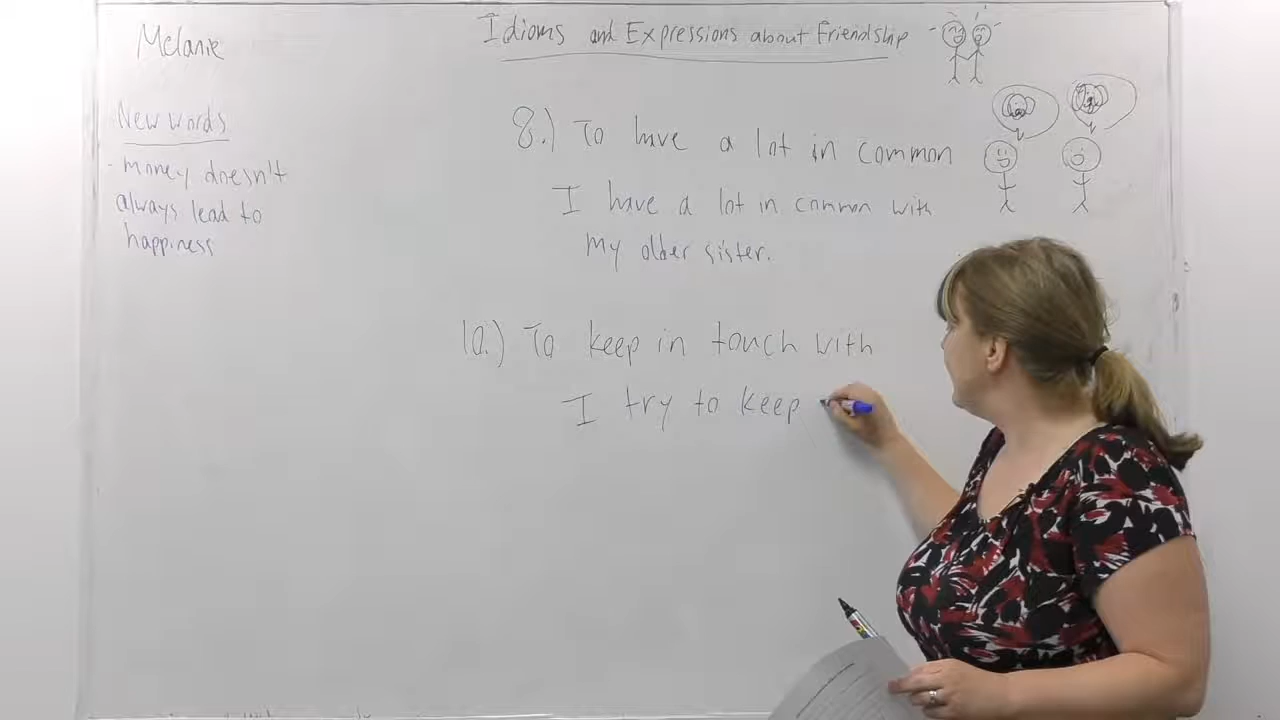 Melanie
Idioms and Expressions about Friendship
New words
- money doesn't
always lead to
happiness
8.) To have a lot in common
I have a lot in common with
my older sister.
10.) To keep in touch with
I try to keep